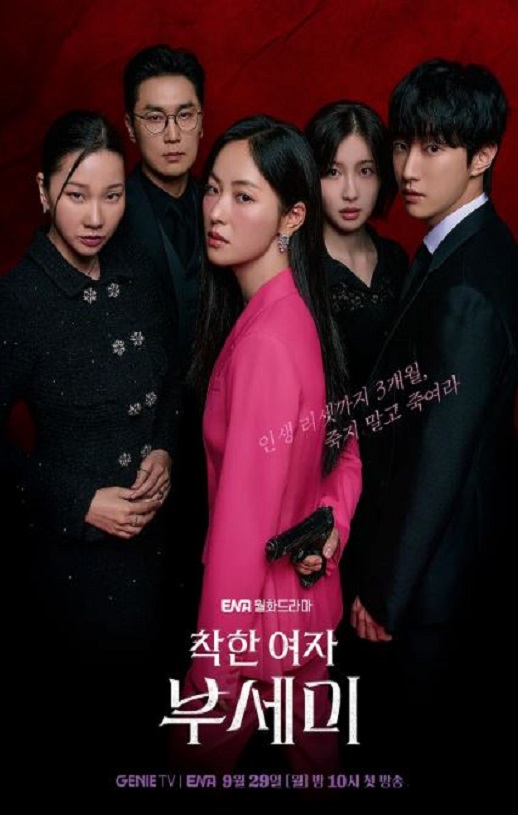 인생 리셋까지 3개월,
죽지 말고 죽여라
ENA 월화드라마
착한 여자
부세미
GENIE TV | ENA 9월 29일 [월] 밤 10시 첫 방송